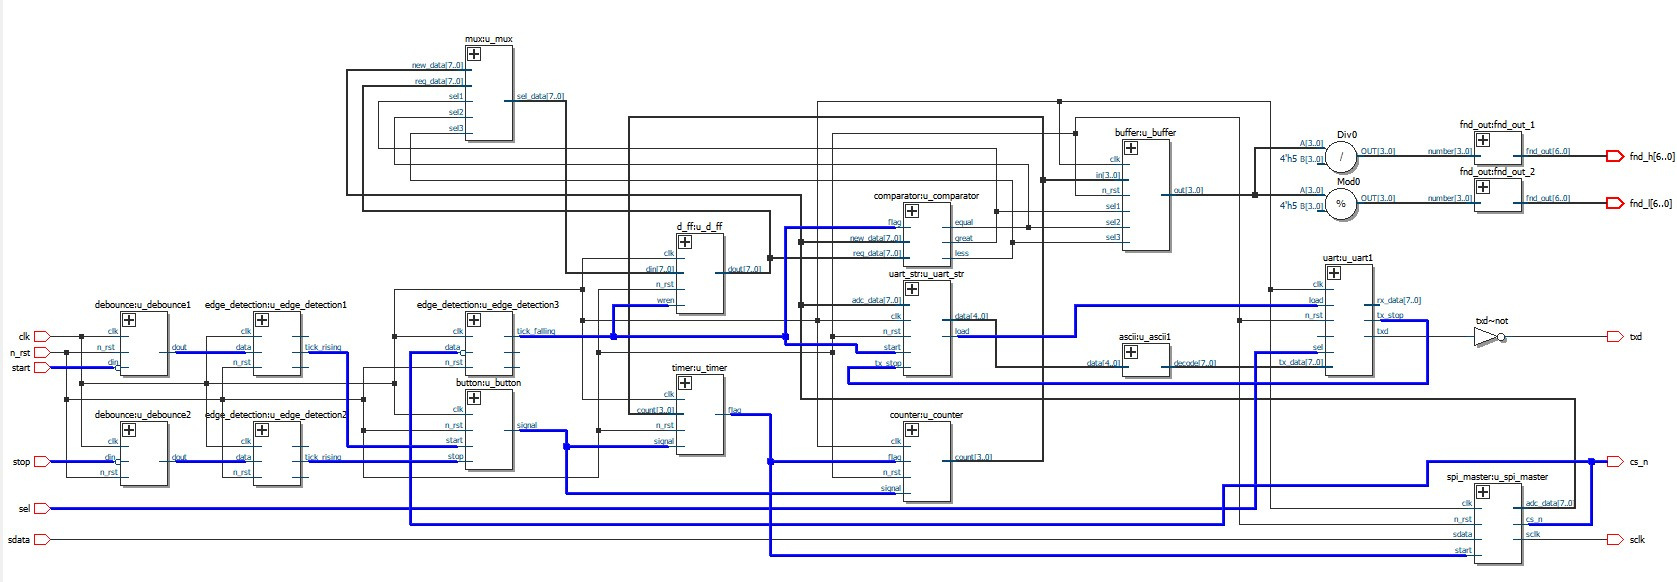 mux:u_mux
new_data[7..0]
reg_data[7..0]
sel1
sel2
sel3
sel_data[7..0]
buffer:u_buffer
clk
in[3..0]
n_rst
sel1
sel2
sel3
out[3..0]
Div0
A[3..0]
4'h5 B[3..0]
/
OUT[3..0]
Mod0
A[3..0]
4'h5 B[3..0]
%
OUT[3..0]
fnd_out:fnd_out_1
number[3..0]
fnd_out[6..0]
fnd_h[6..0]
fnd_out:fnd_out_2
number[3..0]
fnd_out[6..0]
fnd_l[6..0]
comparator:u_comparator
flag
new_data[7..0]
reg_data[7..0]
equal
great
less
d_ff:u_d_ff
clk
din[7..0]
n_rst
wren
dout[7..0]
uart_str:u_uart_str
adc_data[7..0]
clk
n_rst
start
tx_stop
data[4..0]
load
ascii:u_ascii1
data[4..0]
decode[7..0]
uart:u_uart1
clk
load
n_rst
sel
tx_data[7..0]
rx_data[7..0]
tx_stop
txd
txd~not
txd
clk
n_rst
start
debounce:u_debounce1
clk
n_rst
din
dout
edge_detection:u_edge_detection1
clk
data
n_rst
tick_rising
edge_detection:u_edge_detection3
clk
data
n_rst
tick_falling
stop
debounce:u_debounce2
clk
din
n_rst
dout
edge_detection:u_edge_detection2
clk
data
n_rst
tick_rising
button:u_button
clk
n_rst
start
stop
signal
timer:u_timer
clk
count[3..0]
n_rst
signal
flag
counter:u_counter
clk
flag
n_rst
signal
count[3..0]
sel
sdata
spi_master:u_spi_master
clk
n_rst
sdata
start
adc_data[7..0]
cs_n
sclk
cs_n
sclk